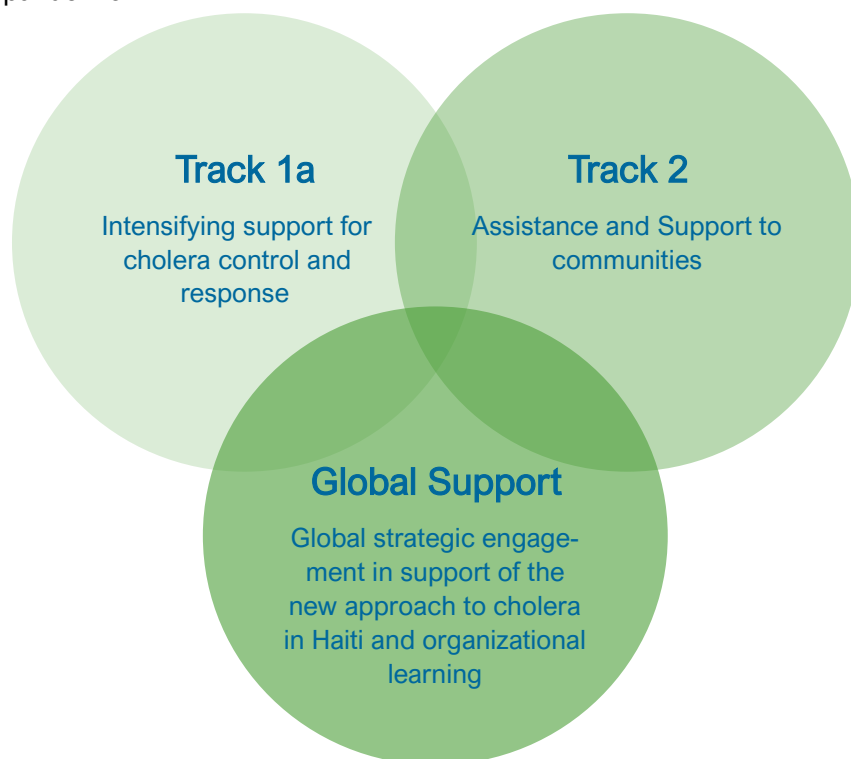 Track 1a
Intensifying support for
cholera control and
response
Track 2
Assistance and Support to
communities
Global Support
Global strategic engage-
ment in support of the
new approach to cholera
in Haiti and organizational
learning